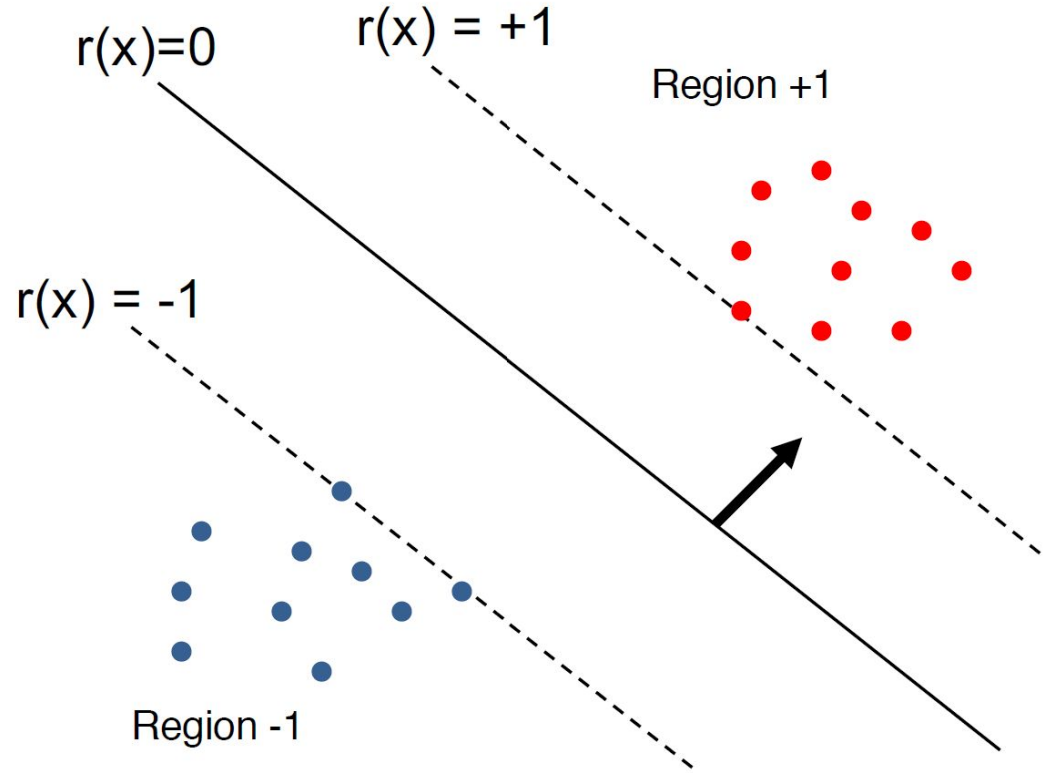 r(x)=0
r(x) = +1
Region +1
r(x) = -1
Region -1